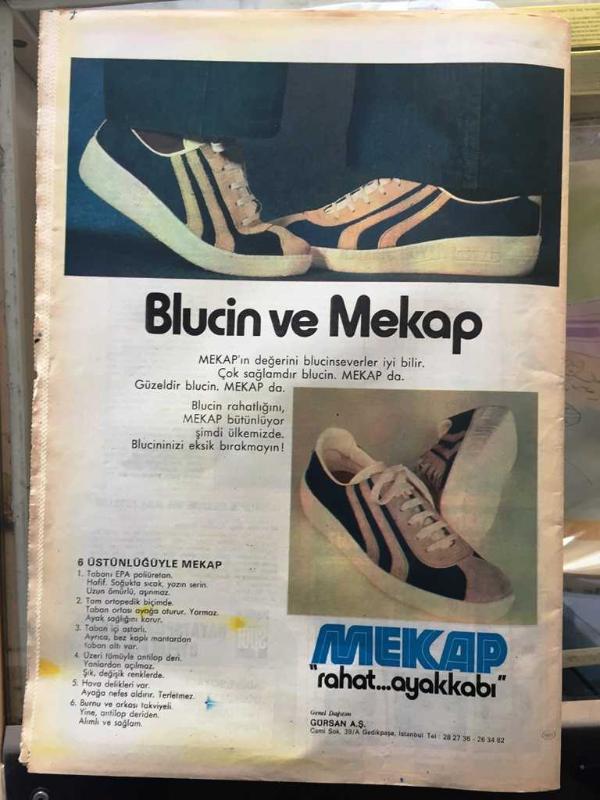 Blucin ve Mekap
MEKAP'ın değerini blucinseverler iyi bilir.
Çok sağlamdır blucin. MEKAP da.
Güzeldir blucin. MEKAP da.
Blucin rahatlığını,
MEKAP bütünlüyor
şimdi ülkemizde.
Blucininizi eksik bırakmayın!
6 ÜSTÜNLÜĞÜYLE MEKAP
1. Tabanı EPA poliüretan.
Hafif. Soğukta sıcak, yazın serin.
Uzun ömürlü, aşınmaz.
2. Tam ortopedik biçimde.
Taban ortası ayağa oturur. Yormaz.
Ayak sağlığını korur.
3. Taban içi astarlı.
Ayrıca, bez kaplı mantardan
taban altı var.
4. Üzeri tümüyle antilop deri.
Yanlardan açılmaz.
Şık, değişik renklerde.
5. Hava delikleri var.
Ayağa nefes aldırır. Terletmez.
6. Burnu ve arkası takviyeli.
Yine, antilop deriden.
Alımlı ve sağlam.
MEKAP
"rahat...ayakkabı"
Genel Dağıtım
GÜRSAN A.Ş.
Cami Sok. 39/A Gedikpaşa, İstanbul Tel : 28 27 36 - 26 34 82